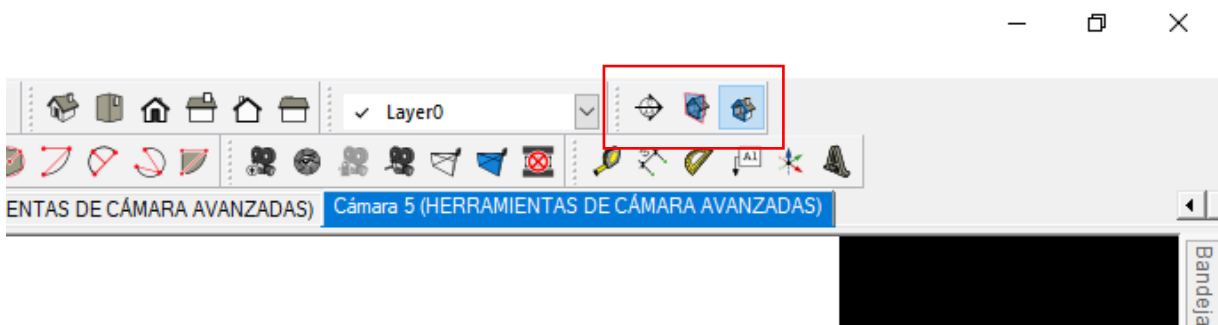 Layer0
A1
ENTAS DE CÁMARA AVANZADAS)
Cámara 5 (HERRAMIENTAS DE CÁMARA AVANZADAS)
Bandeja